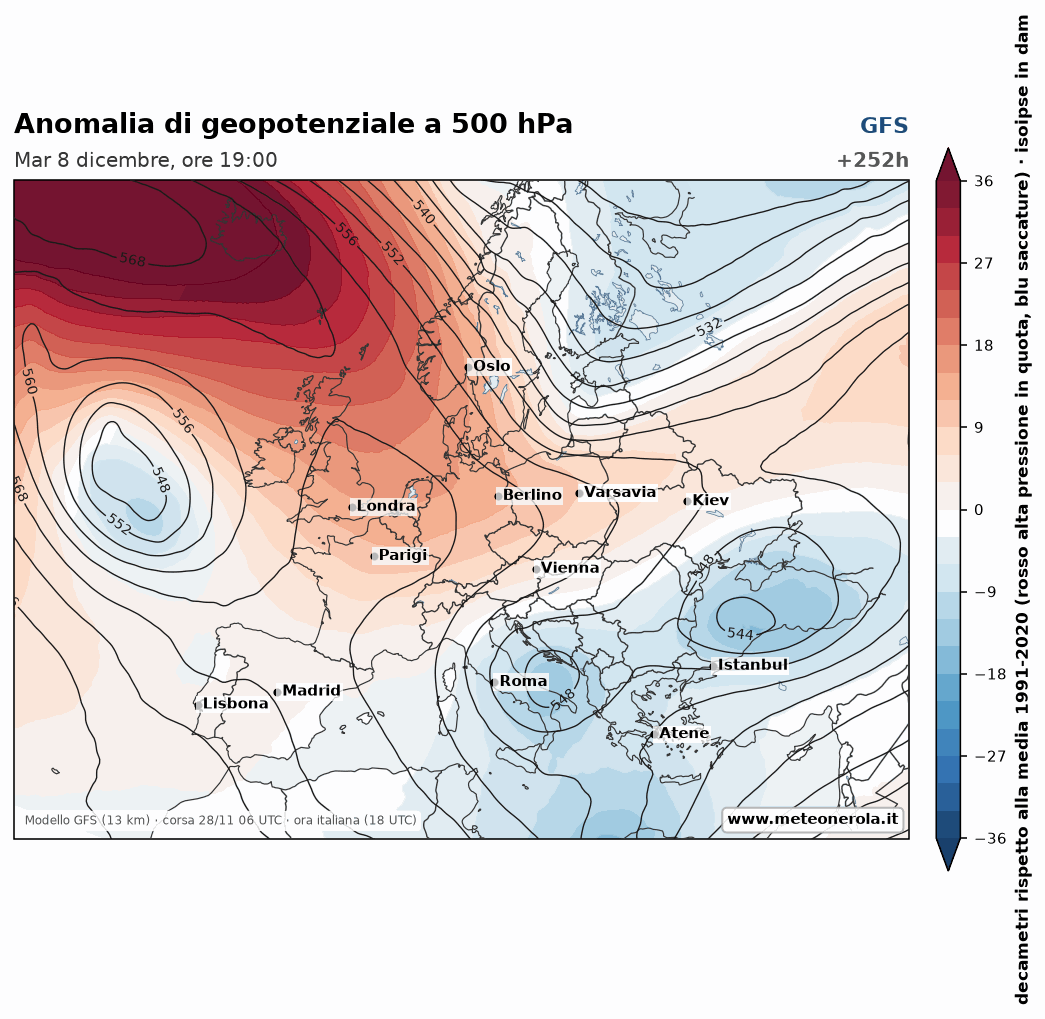 Anomalia di geopotenziale a 500 hPa
GFS
Mar 8 dicembre, ore 19:00
+252h
568
540
556
552
532
560
556
548
552
568
Oslo
Londra
Berlino
Varsavia
Kiev
Parigi
Vienna
548
544
Istanbul
Roma
548
Madrid
Lisbona
Atene
Modello GFS (13 km) · corsa 28/11 06 UTC · ora italiana (18 UTC)
www.meteonerola.it
36
27
18
9
0
−9
−18
−27
−36
decametri rispetto alla media 1991-2020 (rosso alta pressione in quota, blu saccature) · isoipse in dam